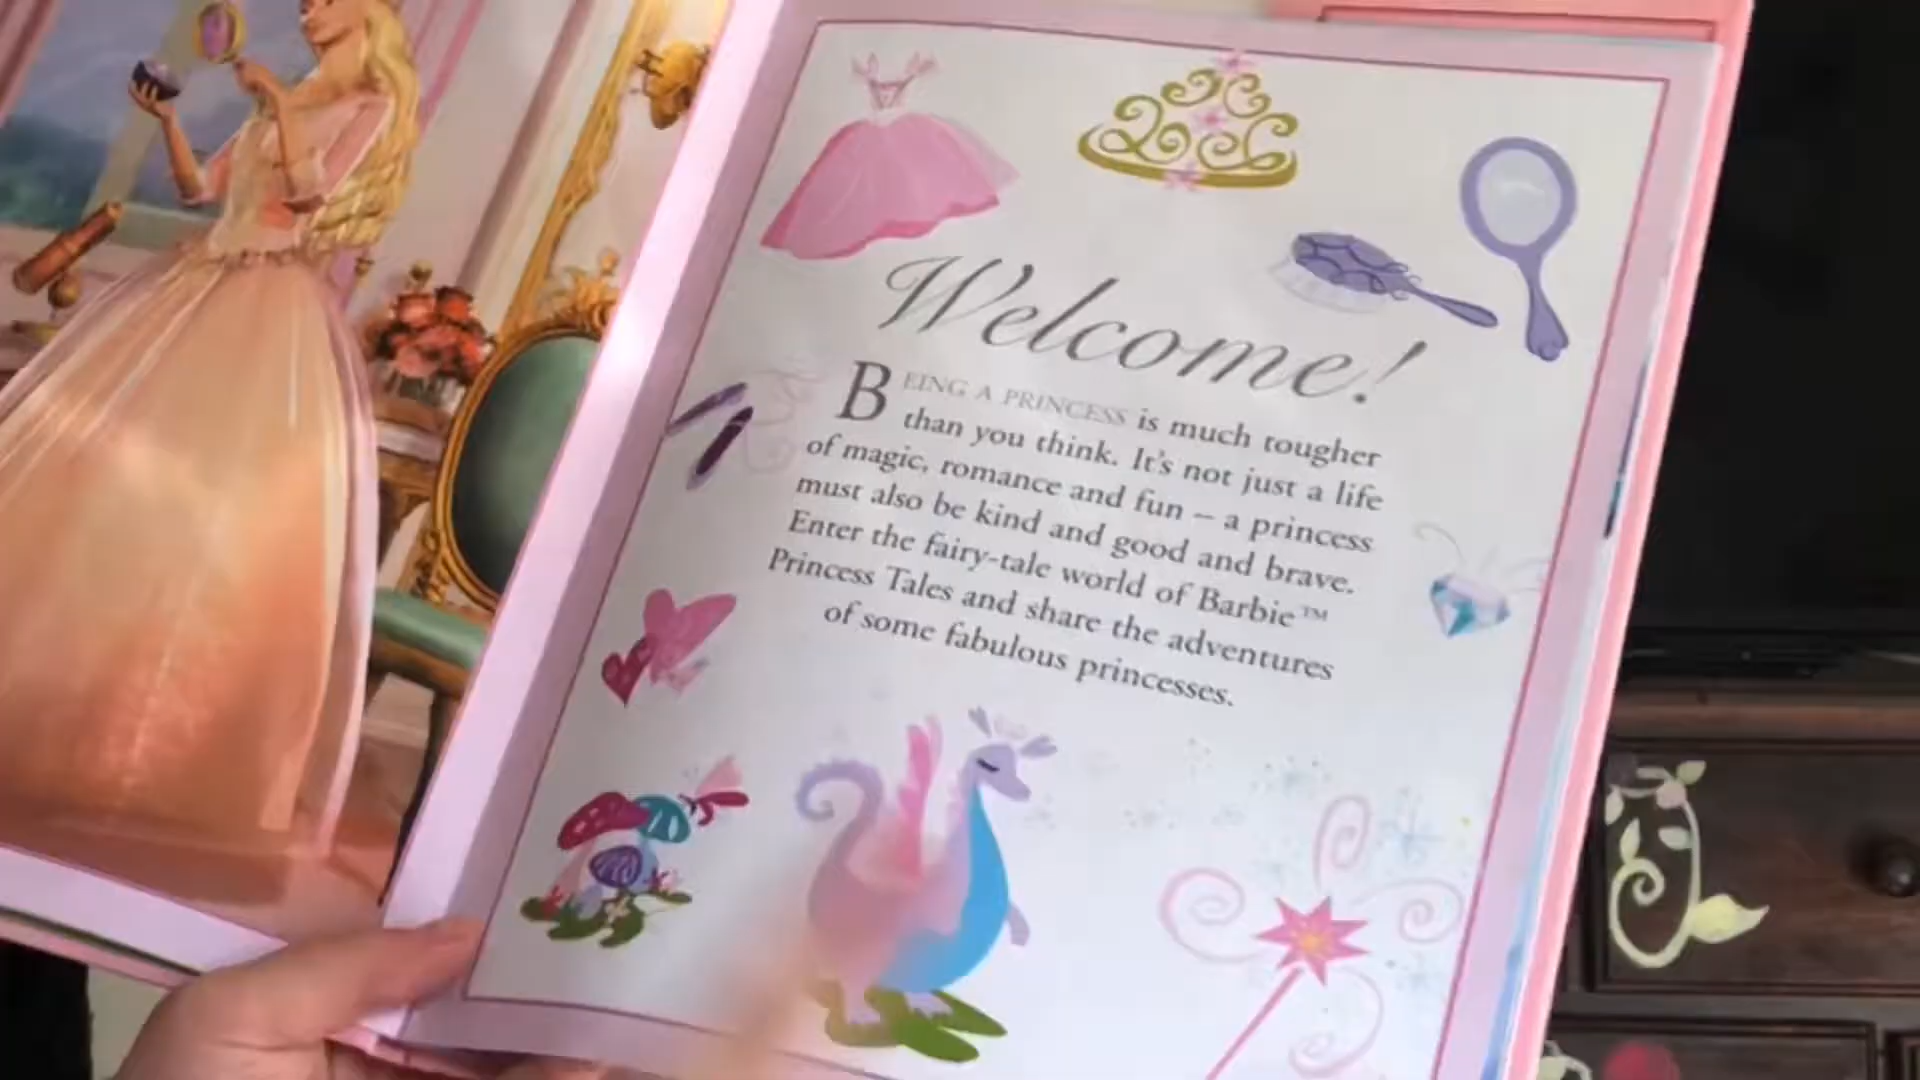 Welcome!
BEING A PRINCESS is much tougher
than you think. It's not just a life
of magic, romance and fun – a princess
must also be kind and good and brave.
Enter the fairy-tale world of Barbie™
Princess Tales and share the adventures
of some fabulous princesses.